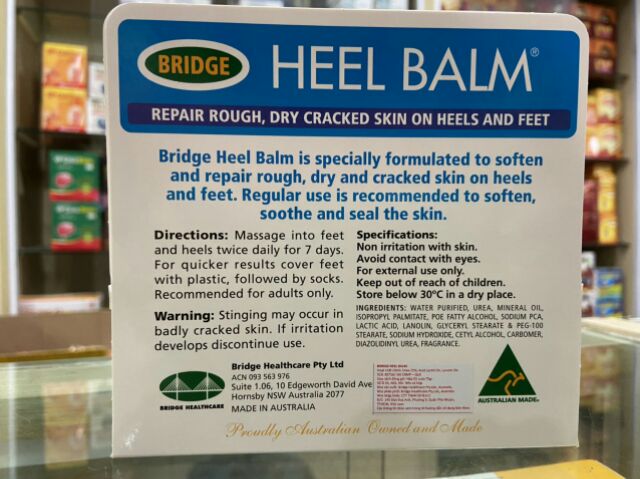 BRIDGE
HEEL BALM®
REPAIR ROUGH, DRY CRACKED SKIN ON HEELS AND FEET
Bridge Heel Balm is specially formulated to soften
and repair rough, dry and cracked skin on heels
and feet. Regular use is recommended to soften,
soothe and seal the skin.
Directions: Massage into feet
and heels twice daily for 7 days.
For quicker results cover feet
with plastic, followed by socks.
Recommended for adults only.
Warning: Stinging may occur in
badly cracked skin. If irritation
develops discontinue use.
Specifications:
Non irritation with skin.
Avoid contact with eyes.
For external use only.
Keep out of reach of children.
Store below 30°C in a dry place.
INGREDIENTS: WATER PURIFIED, UREA, MINERAL OIL,
ISOPROPYL PALMITATE, POE FATTY ALCOHOL, SODIUM PCA,
LACTIC ACID, LANOLIN, GLYCERYL STEARATE & PEG-100
STEARATE, SODIUM HYDROXIDE, CETYL ALCOHOL, CARBOMER,
DIAZOLIDINYL UREA, FRAGRANCE.
BRIDGE HEALTHCARE
Bridge Healthcare Pty Ltd
ACN 093 563 976
Suite 1.06, 10 Edgeworth David Ave
Hornsby NSW Australia 2077
MADE IN AUSTRALIA
BRIDGE HEEL BALM
AUSTRALIAN MADE
Proudly Australian Owned and Made